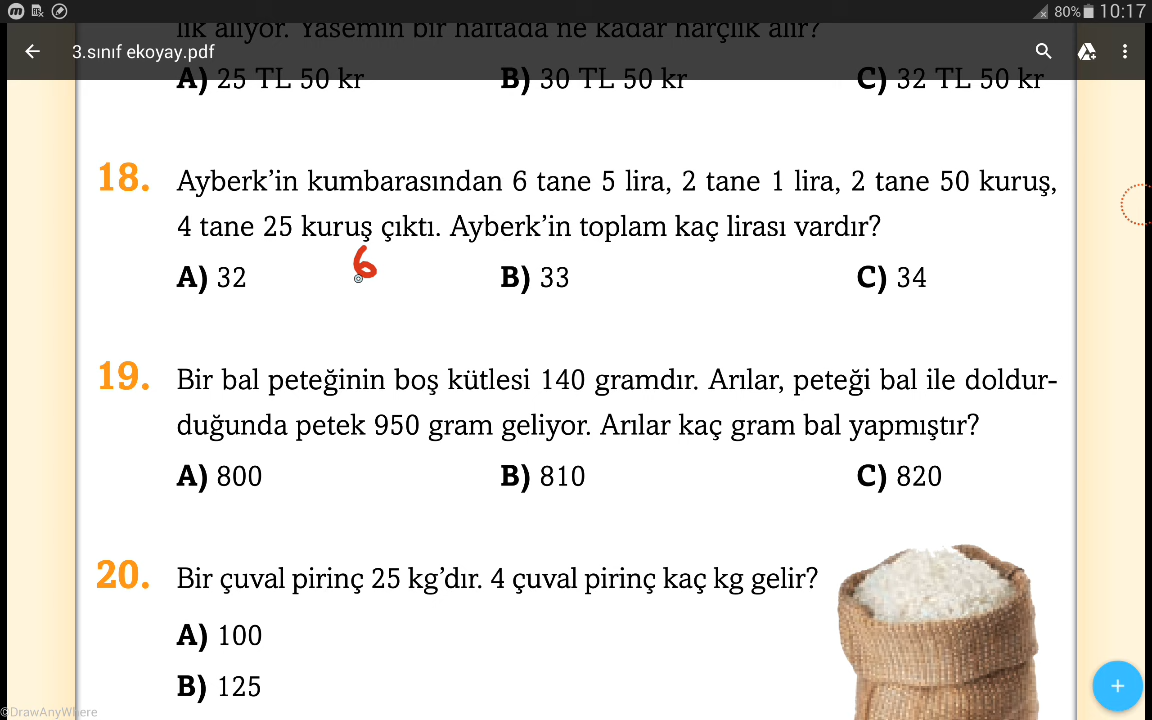 80% 10:17
lik alıyor. Yasemin bir haftada ne kadar harçlık alır?
3.sınıf ekoyay.pdf
A) 25 TL 50 kr B) 30 TL 50 kr C) 32 TL 50 kr
18. Ayberk’in kumbarasından 6 tane 5 lira, 2 tane 1 lira, 2 tane 50 kuruş,
4 tane 25 kuruş çıktı. Ayberk’in toplam kaç lirası vardır?
6
A) 32 B) 33 C) 34
19. Bir bal peteğinin boş kütlesi 140 gramdır. Arılar, peteği bal ile doldur-
duğunda petek 950 gram geliyor. Arılar kaç gram bal yapmıştır?
A) 800 B) 810 C) 820
20. Bir çuval pirinç 25 kg’dır. 4 çuval pirinç kaç kg gelir?
A) 100
B) 125
©DrawAnyWhere